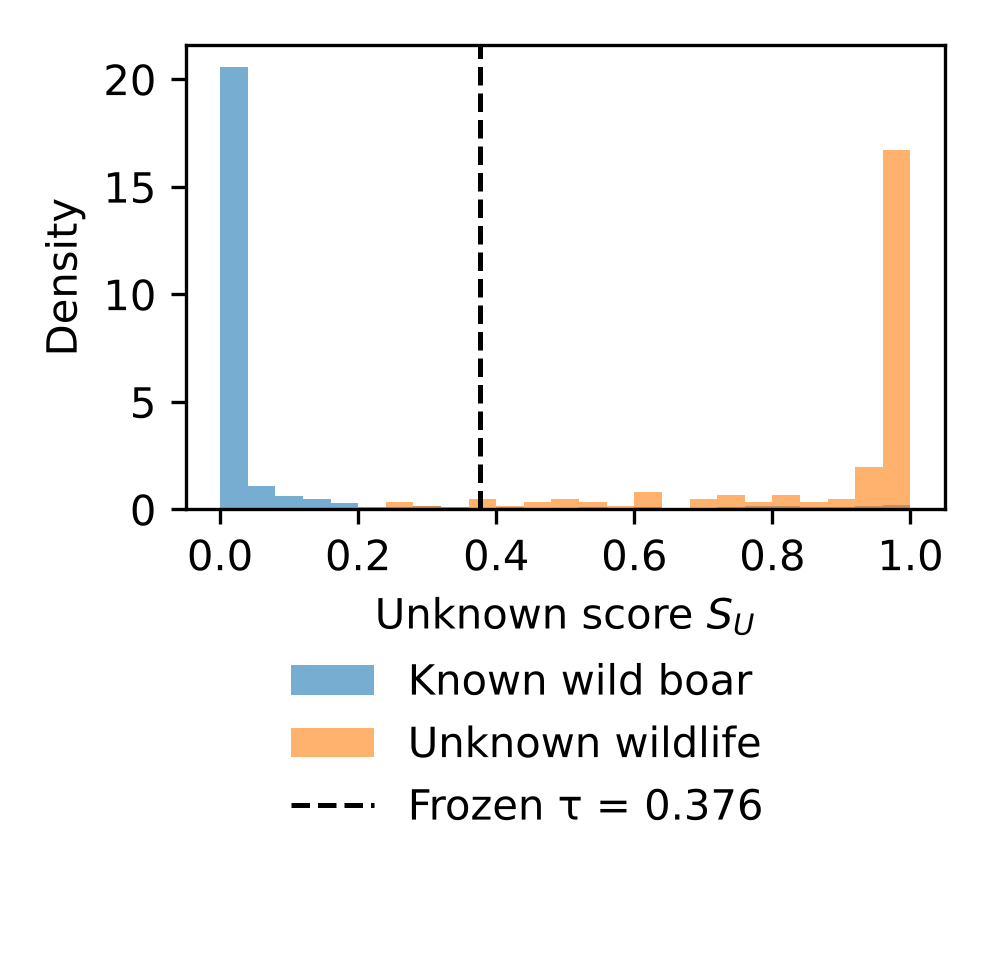 20
15
10
5
0
Density
0.0 0.2 0.4 0.6 0.8 1.0
Unknown score S_U
Known wild boar
Unknown wildlife
Frozen τ = 0.376